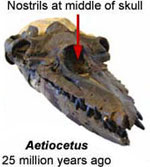 Nostrils at middle of skull
Aetiocetus
25 million years ago